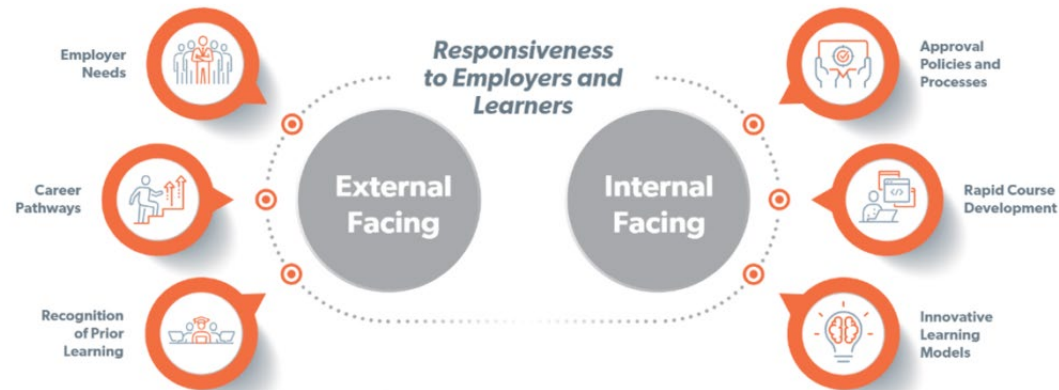 Responsiveness
to Employers and
Learners
Employer
Needs
Career
Pathways
Recognition
of Prior
Learning
External
Facing
Internal
Facing
Approval
Policies and
Processes
Rapid Course
Development
</>
Innovative
Learning
Models